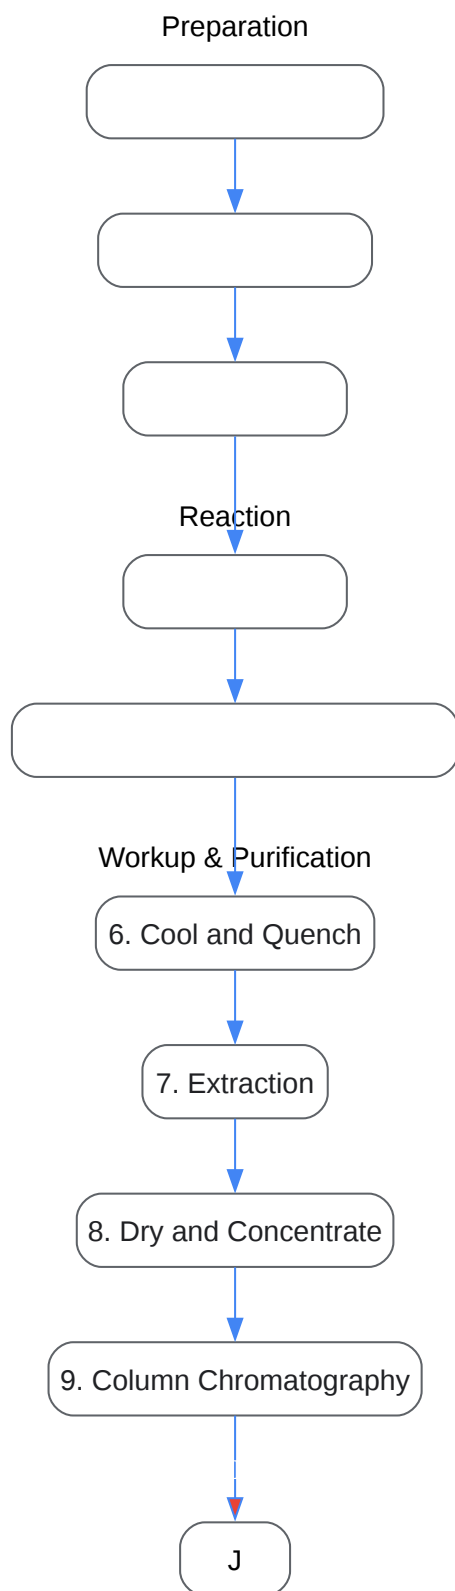 Preparation
Reaction
Workup & Purification
6. Cool and Quench
7. Extraction
8. Dry and Concentrate
9. Column Chromatography
J